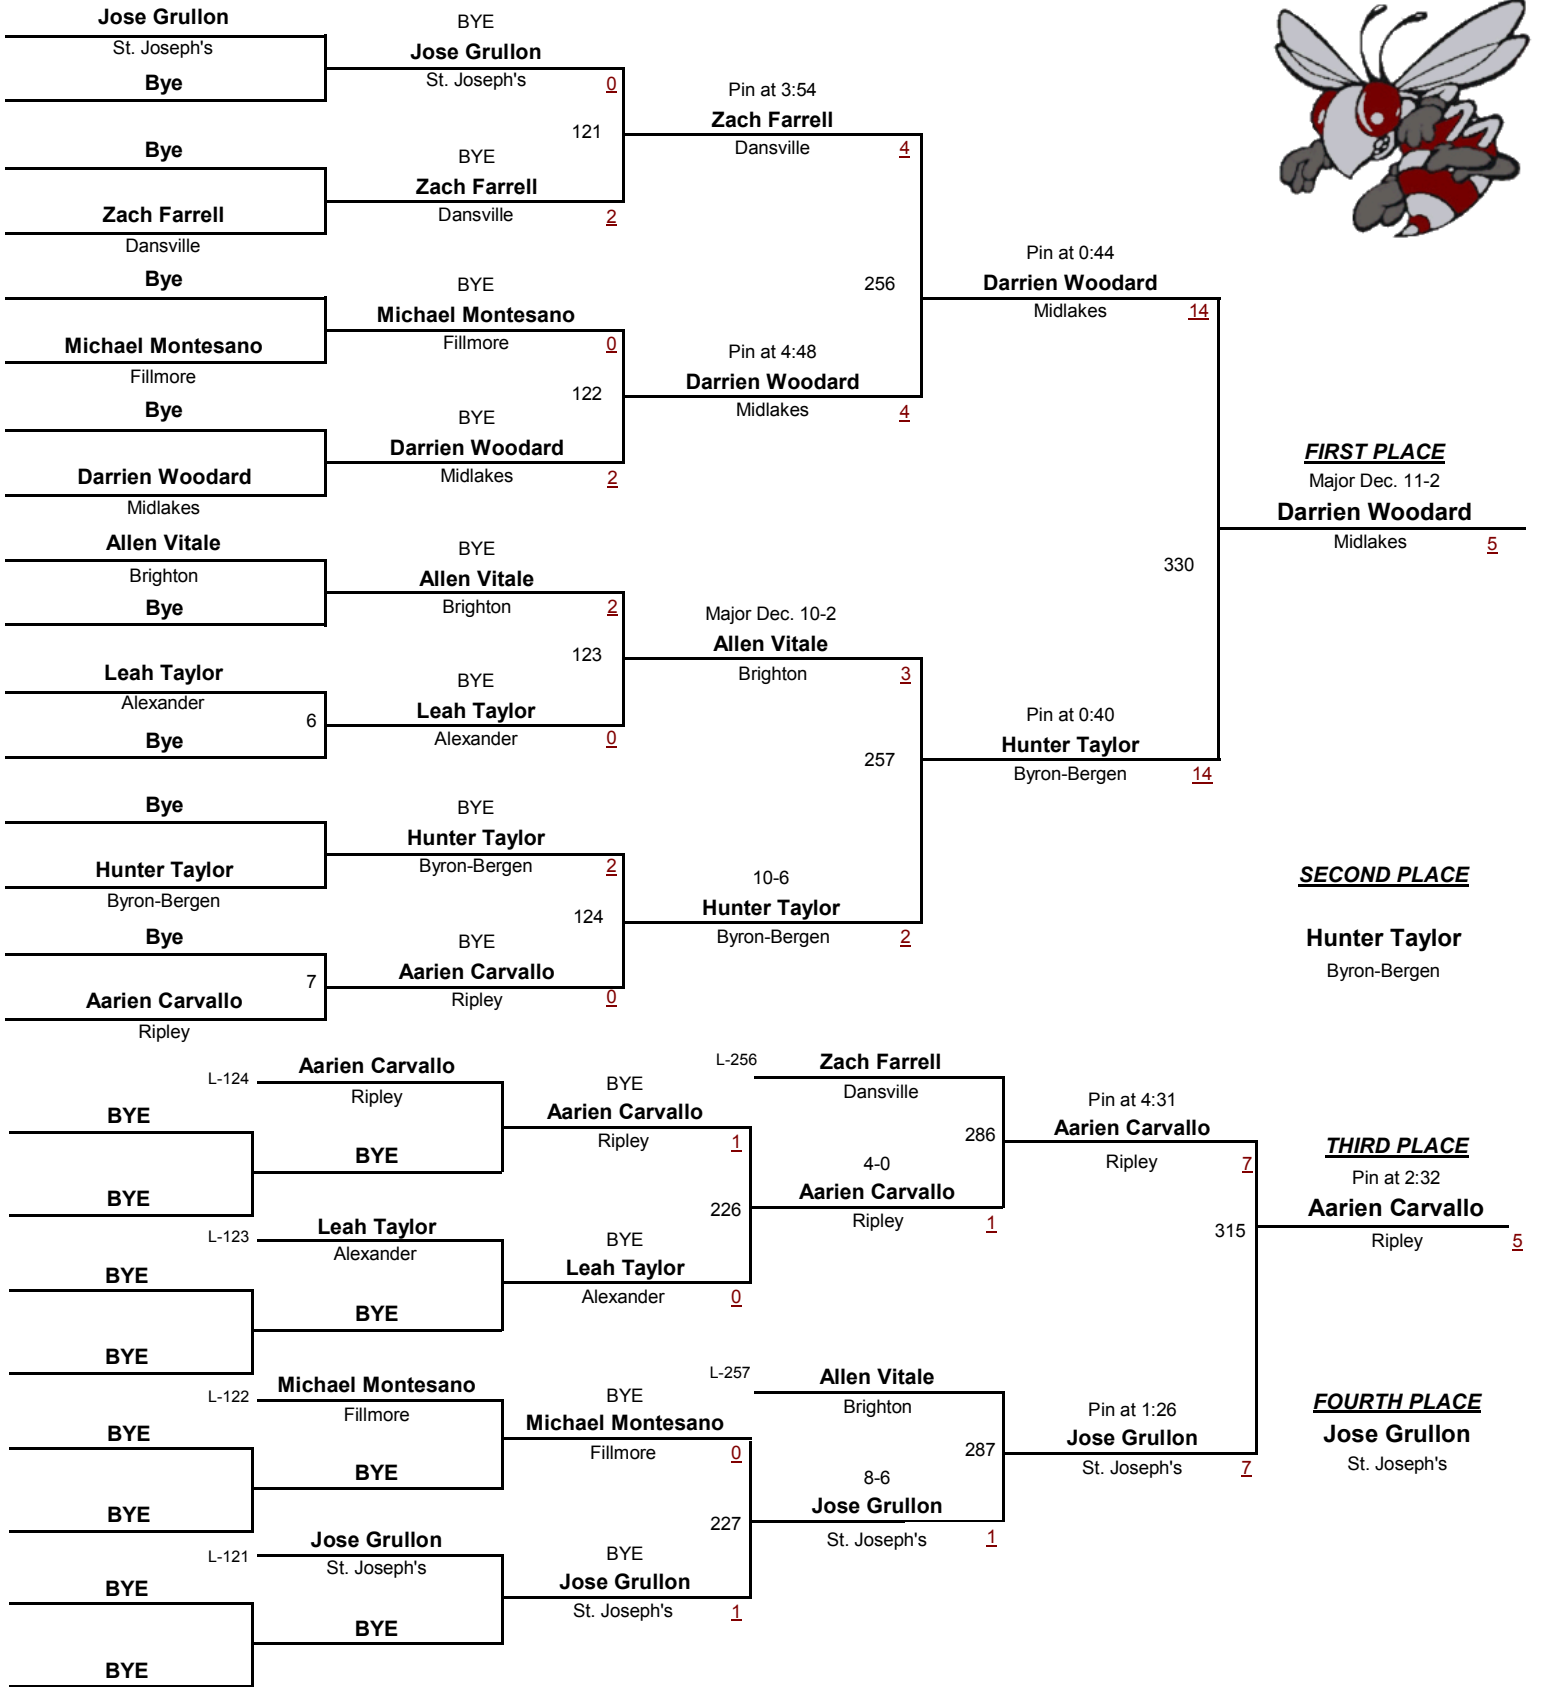 Jose Grullon
St. Joseph's
Bye
Bye
Zach Farrell
Dansville
Bye
Michael Montesano
Fillmore
Bye
Darrien Woodard
Midlakes
Allen Vitale
Brighton
Bye
Leah Taylor
Alexander
6
Bye
Bye
Hunter Taylor
Byron-Bergen
Bye
7
Aarien Carvallo
Ripley
BYE
Jose Grullon
St. Joseph's
0
121
BYE
Zach Farrell
Dansville
2
BYE
Michael Montesano
Fillmore
0
122
BYE
Darrien Woodard
Midlakes
2
BYE
Allen Vitale
Brighton
2
123
BYE
Leah Taylor
Alexander
0
BYE
Hunter Taylor
Byron-Bergen
2
124
BYE
Aarien Carvallo
Ripley
0
Pin at 3:54
Zach Farrell
Dansville
4
256
Pin at 4:48
Darrien Woodard
Midlakes
4
Major Dec. 10-2
Allen Vitale
Brighton
3
257
10-6
Hunter Taylor
Byron-Bergen
2
Pin at 0:44
Darrien Woodard
Midlakes
14
330
Pin at 0:40
Hunter Taylor
Byron-Bergen
14
FIRST PLACE
Major Dec. 11-2
Darrien Woodard
Midlakes
5
SECOND PLACE
Hunter Taylor
Byron-Bergen
BYE
BYE
BYE
BYE
BYE
BYE
BYE
BYE
L-124
Aarien Carvallo
Ripley
BYE
L-123
Leah Taylor
Alexander
BYE
L-122
Michael Montesano
Fillmore
BYE
L-121
Jose Grullon
St. Joseph's
BYE
BYE
Aarien Carvallo
Ripley
1
226
BYE
Leah Taylor
Alexander
0
BYE
Michael Montesano
Fillmore
0
227
BYE
Jose Grullon
St. Joseph's
1
L-256
Zach Farrell
Dansville
286
4-0
Aarien Carvallo
Ripley
1
L-257
Allen Vitale
Brighton
287
8-6
Jose Grullon
St. Joseph's
1
Pin at 4:31
Aarien Carvallo
Ripley
7
315
Pin at 1:26
Jose Grullon
St. Joseph's
7
THIRD PLACE
Pin at 2:32
Aarien Carvallo
Ripley
5
FOURTH PLACE
Jose Grullon
St. Joseph's